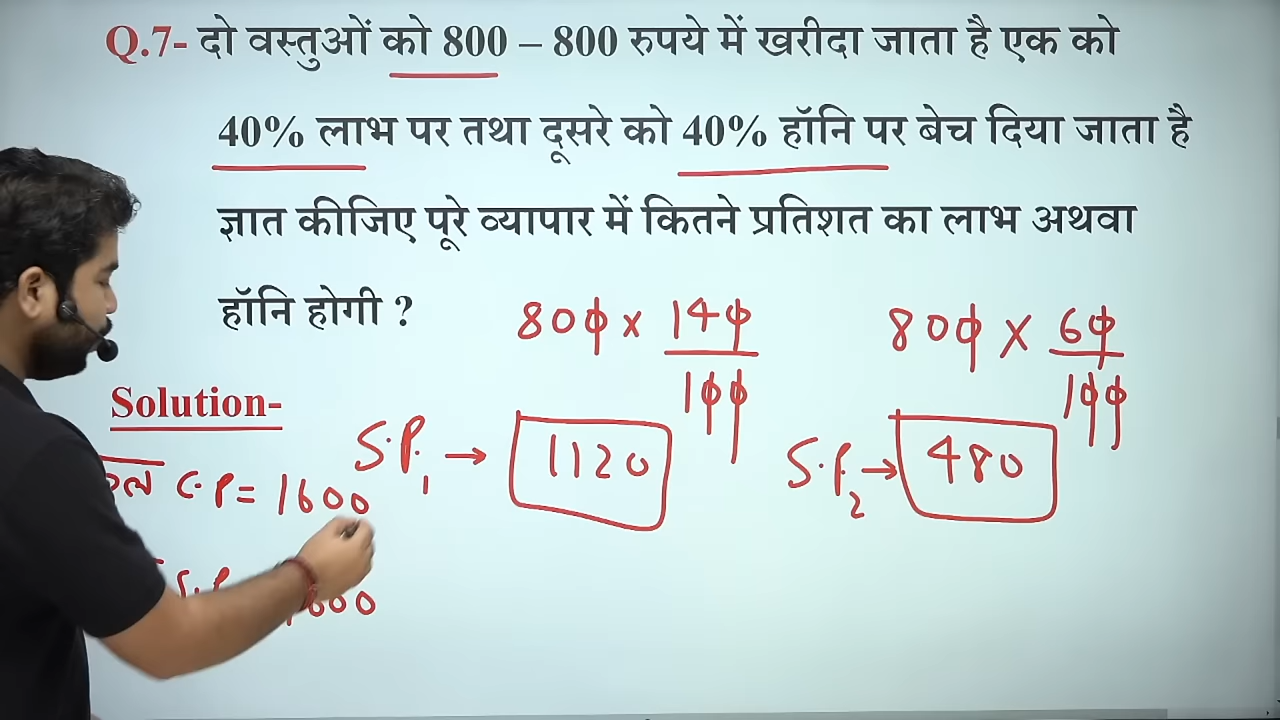 Q.7- दो वस्तुओं को 800 – 800 रुपये में खरीदा जाता है एक को
40% लाभ पर तथा दूसरे को 40% हॉनि पर बेच दिया जाता है
ज्ञात कीजिए पूरे व्यापार में कितने प्रतिशत का लाभ अथवा
हॉनि होगी ?
800 × 140/100
800 × 60/100
Solution-
S.P.1 → 1120
S.P.2 → 480
C.P = 1600